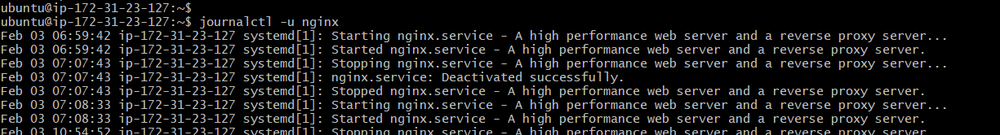 ubuntu@ip-172-31-23-127:~$
ubuntu@ip-172-31-23-127:~$ journalctl -u nginx
Feb 03 06:59:42 ip-172-31-23-127 systemd[1]: Starting nginx.service - A high performance web server and a reverse proxy server...
Feb 03 06:59:42 ip-172-31-23-127 systemd[1]: Started nginx.service - A high performance web server and a reverse proxy server.
Feb 03 07:07:43 ip-172-31-23-127 systemd[1]: Stopping nginx.service - A high performance web server and a reverse proxy server...
Feb 03 07:07:43 ip-172-31-23-127 systemd[1]: nginx.service: Deactivated successfully.
Feb 03 07:07:43 ip-172-31-23-127 systemd[1]: Stopped nginx.service - A high performance web server and a reverse proxy server.
Feb 03 07:08:33 ip-172-31-23-127 systemd[1]: Starting nginx.service - A high performance web server and a reverse proxy server...
Feb 03 07:08:33 ip-172-31-23-127 systemd[1]: Started nginx.service - A high performance web server and a reverse proxy server.
Feb 03 10:54:52 ip-172-31-23-127 systemd[1]: Stopping nginx.service - A high performance web server and a reverse proxy server...